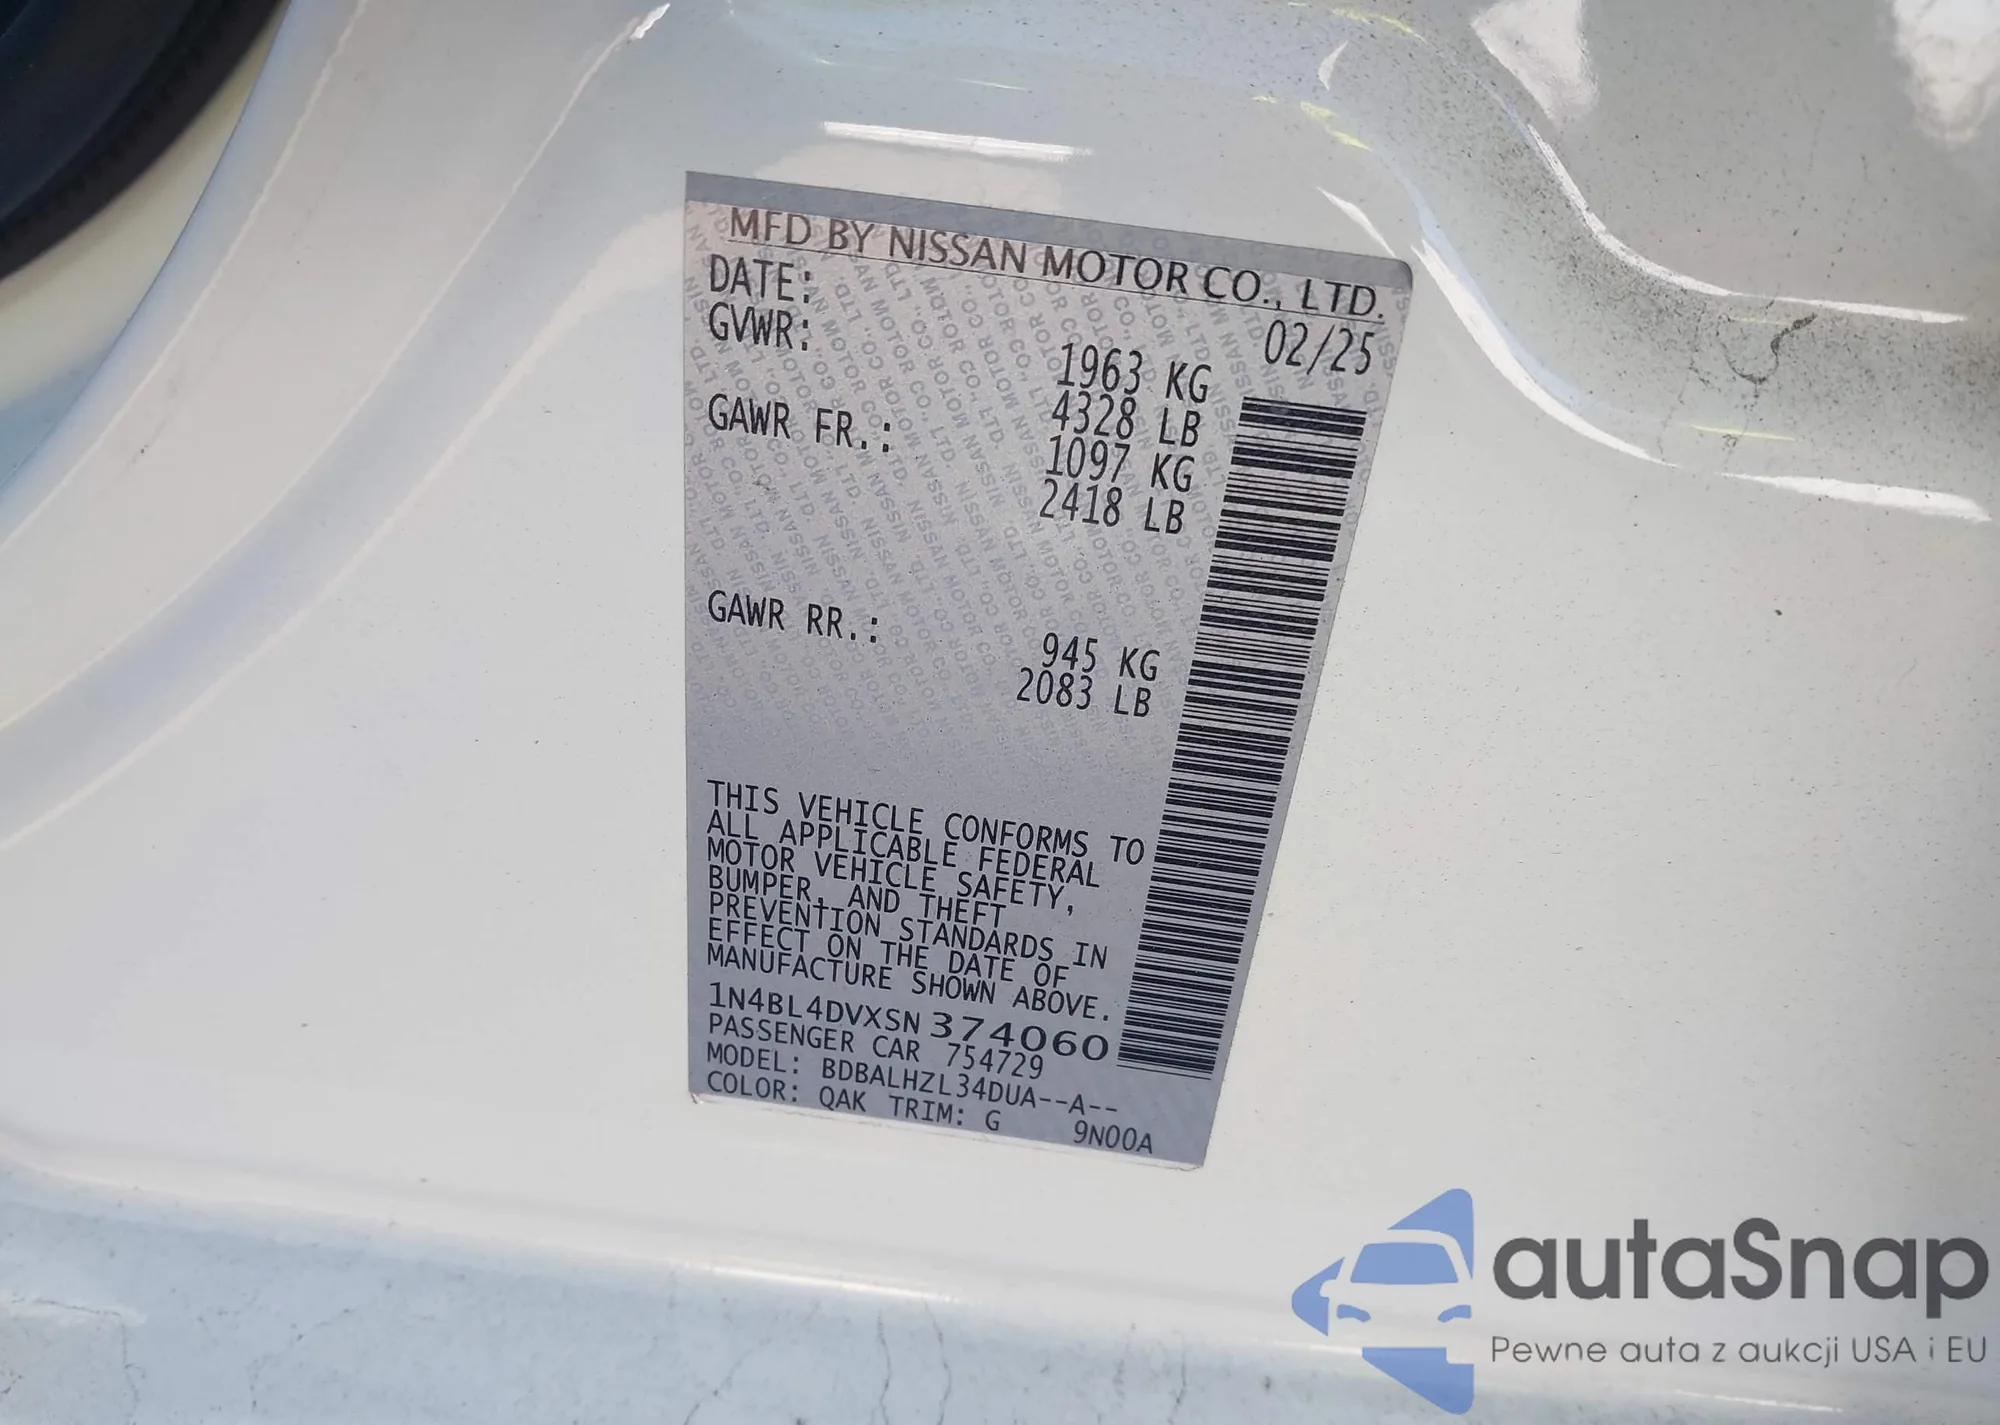 MFD BY NISSAN MOTOR CO., LTD.
DATE: 02/25
GVWR: 1963 KG
4328 LB
GAWR FR.: 1097 KG
2418 LB
GAWR RR.: 945 KG
2083 LB
THIS VEHICLE CONFORMS TO
ALL APPLICABLE FEDERAL
MOTOR VEHICLE SAFETY,
BUMPER, AND THEFT
PREVENTION STANDARDS IN
EFFECT ON THE DATE OF
MANUFACTURE SHOWN ABOVE.
1N4BL4DVXSN374060
PASSENGER CAR 754729
MODEL: BDBALHZL34DUA--A--
COLOR: QAK TRIM: G 9N00A
autaSnap
Pewne auta z aukcji USA i EU